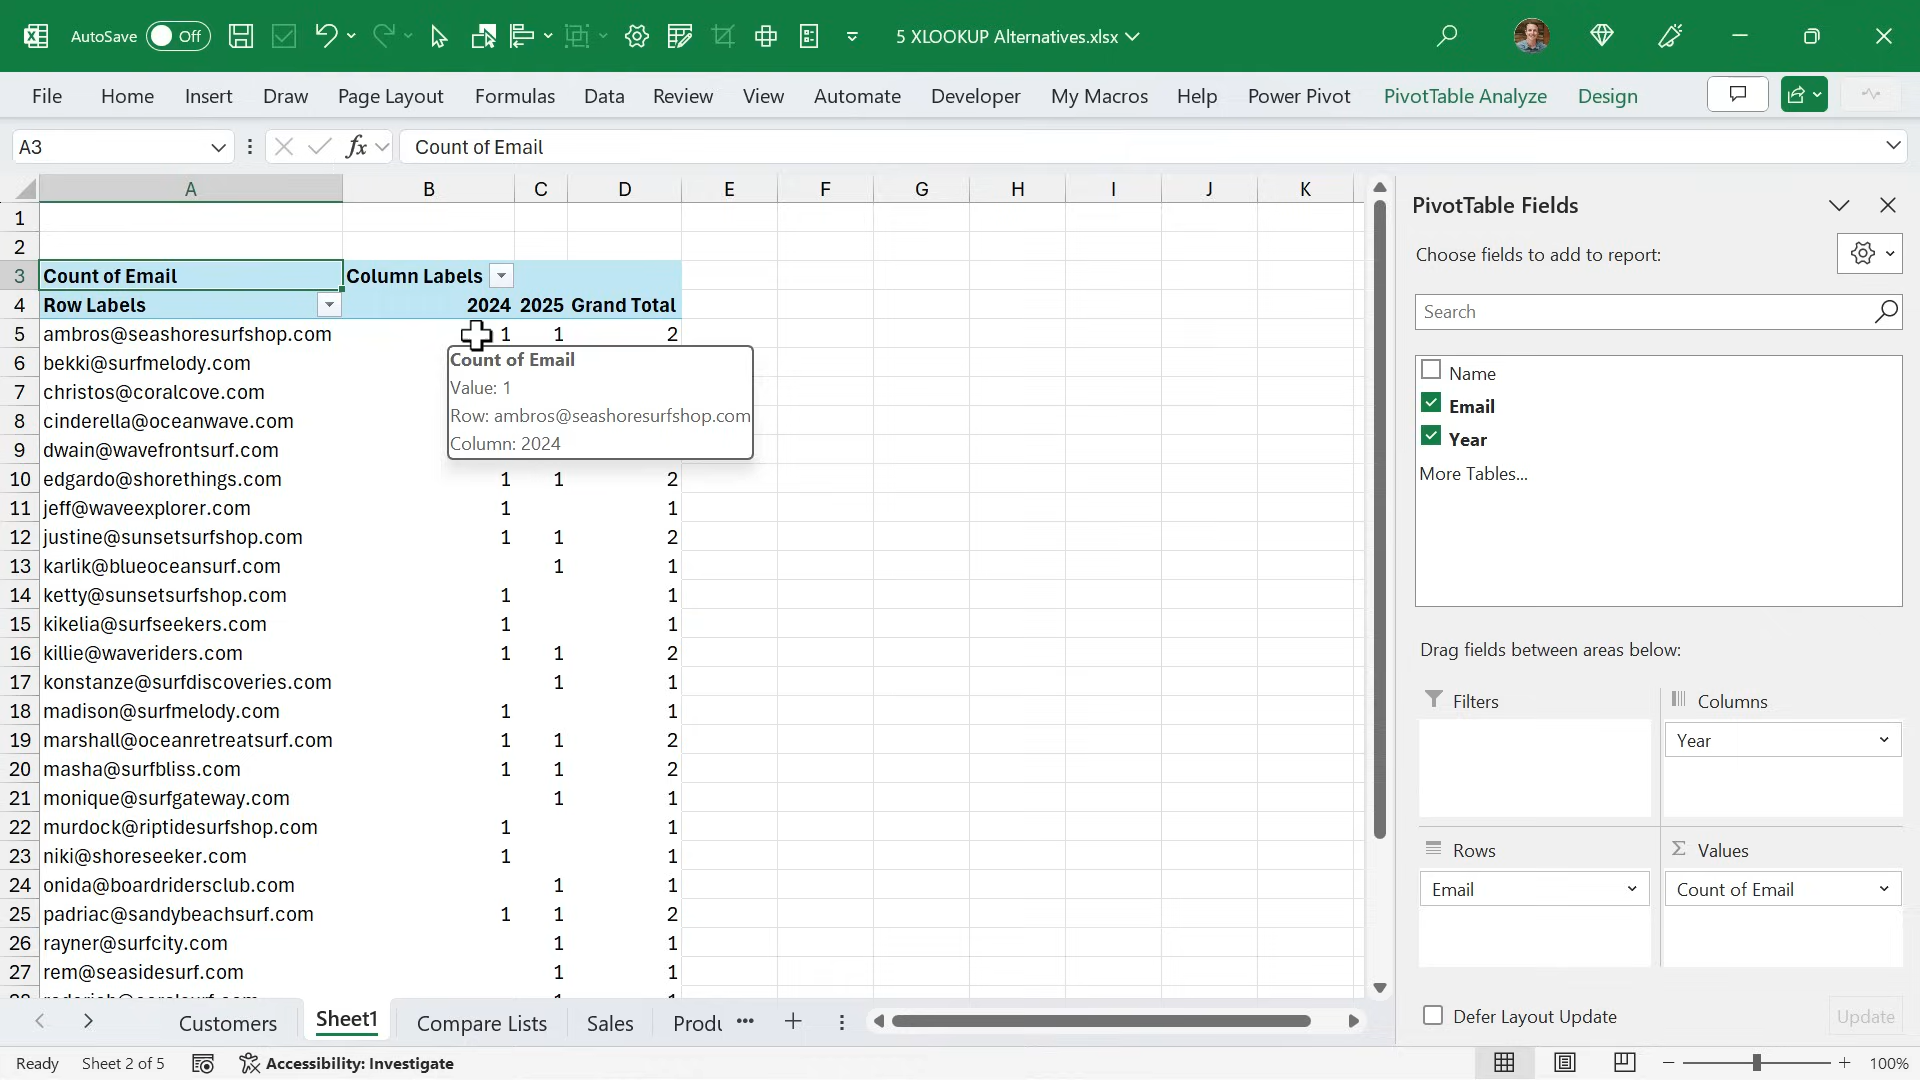 AutoSave Off 5 XLOOKUP Alternatives.xlsx
File Home Insert Draw Page Layout Formulas Data Review View Automate Developer My Macros Help Power Pivot PivotTable Analyze Design
A3 fx Count of Email
A B C D E F G H I J K
1
2
3 Count of Email Column Labels
4 Row Labels 2024 2025 Grand Total
5 ambros@seashoresurfshop.com 1 1 2
6 bekki@surfmelody.com
7 christos@coralcove.com
8 cinderella@oceanwave.com
9 dwain@wavefrontsurf.com
Count of Email
Value: 1
Row: ambros@seashoresurfshop.com
Column: 2024
10 edgardo@shorethings.com 1 1 2
11 jeff@waveexplorer.com 1 1
12 justine@sunsetsurfshop.com 1 1 2
13 karlik@blueoceansurf.com 1 1
14 ketty@sunsetsurfshop.com 1 1
15 kikelia@surfseekers.com 1 1
16 killie@waveriders.com 1 1 2
17 konstanze@surfdiscoveries.com 1 1
18 madison@surfmelody.com 1 1
19 marshall@oceanretreatsurf.com 1 1 2
20 masha@surfbliss.com 1 1 2
21 monique@surfgateway.com 1 1
22 murdock@riptidesurfshop.com 1 1
23 niki@shoreseeker.com 1 1
24 onida@boardridersclub.com 1 1
25 padriac@sandybeachsurf.com 1 1 2
26 rayner@surfcity.com 1 1
27 rem@seasidesurf.com 1 1
PivotTable Fields
Choose fields to add to report:
Search
Name
Email
Year
More Tables...
Drag fields between areas below:
Filters Columns
Year
Rows Σ Values
Email Count of Email
Defer Layout Update Update
Customers Sheet1 Compare Lists Sales Produ ...
Ready Sheet 2 of 5 Accessibility: Investigate 100%